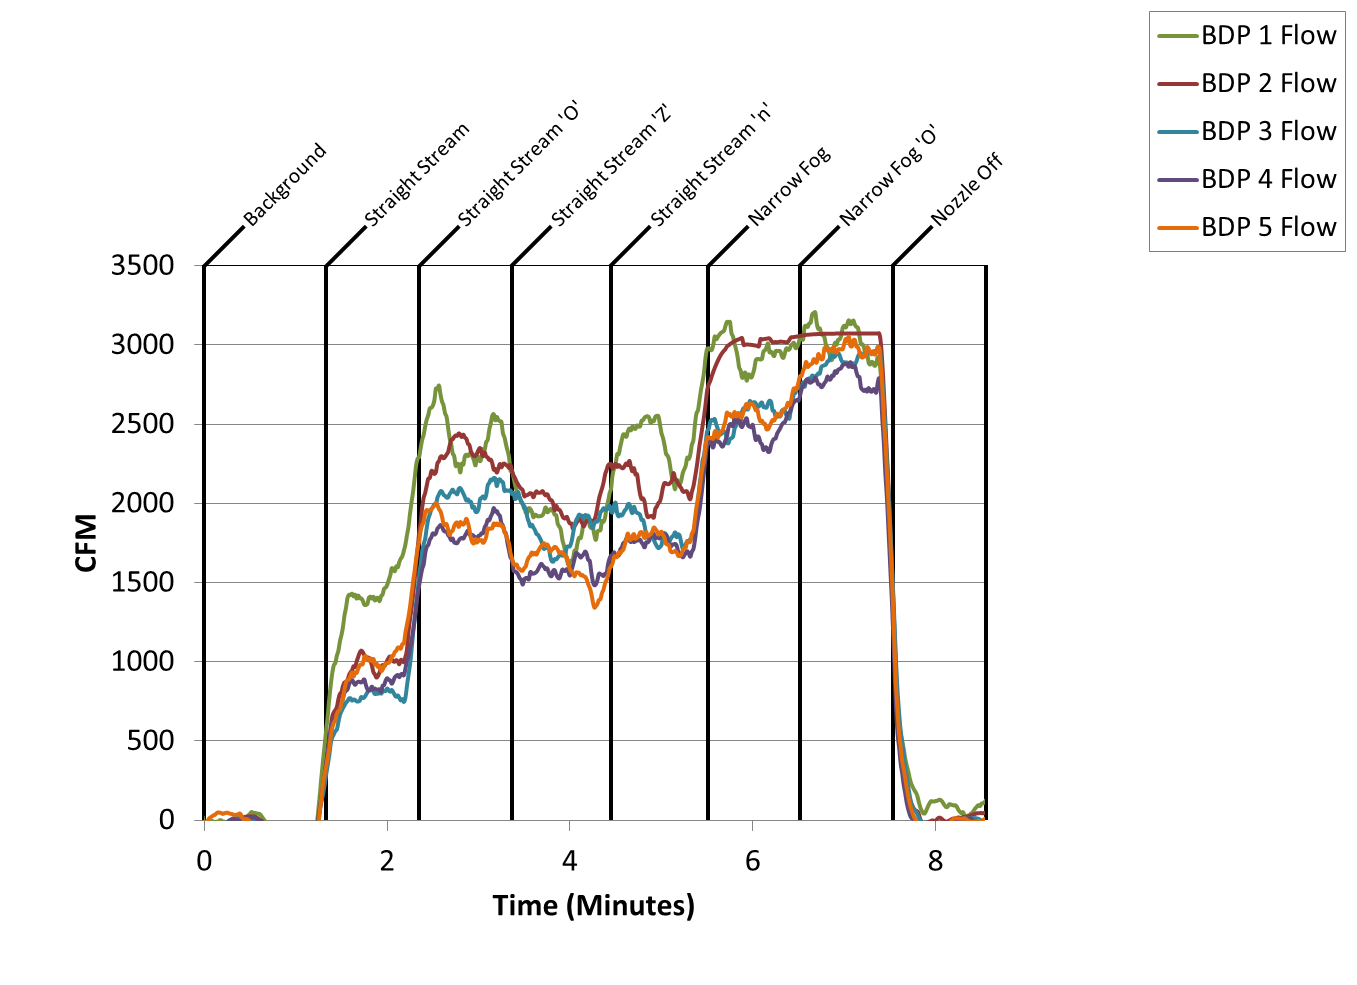 BDP 1 Flow
BDP 2 Flow
BDP 3 Flow
BDP 4 Flow
BDP 5 Flow
Background
Straight Stream
Straight Stream 'O'
Straight Stream 'Z'
Straight Stream 'n'
Narrow Fog
Narrow Fog 'O'
Nozzle Off
3500
3000
2500
2000
1500
1000
500
0
CFM
0 2 4 6 8
Time (Minutes)